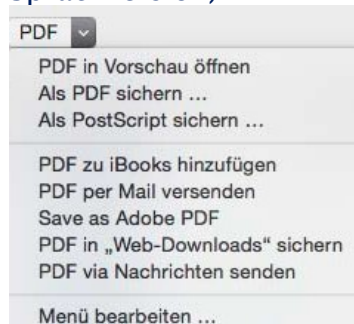 PDF
PDF in Vorschau öffnen
Als PDF sichern ...
Als PostScript sichern ...
PDF zu iBooks hinzufügen
PDF per Mail versenden
Save as Adobe PDF
PDF in „Web-Downloads“ sichern
PDF via Nachrichten senden
Menü bearbeiten ...